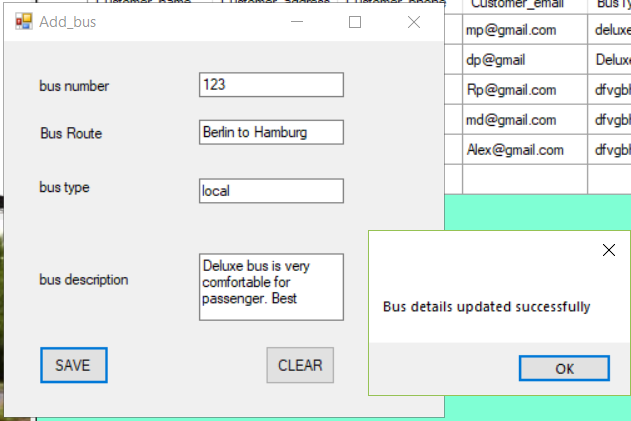 Customer_email
Add_bus
mp@gmail.com
dp@gmail
Rp@gmail.com
md@gmail.com
Alex@gmail.com
bus number
123
Bus Route
Berlin to Hamburg
bus type
local
bus description
Deluxe bus is very
comfortable for
passenger. Best
SAVE
CLEAR
Bus details updated successfully
OK